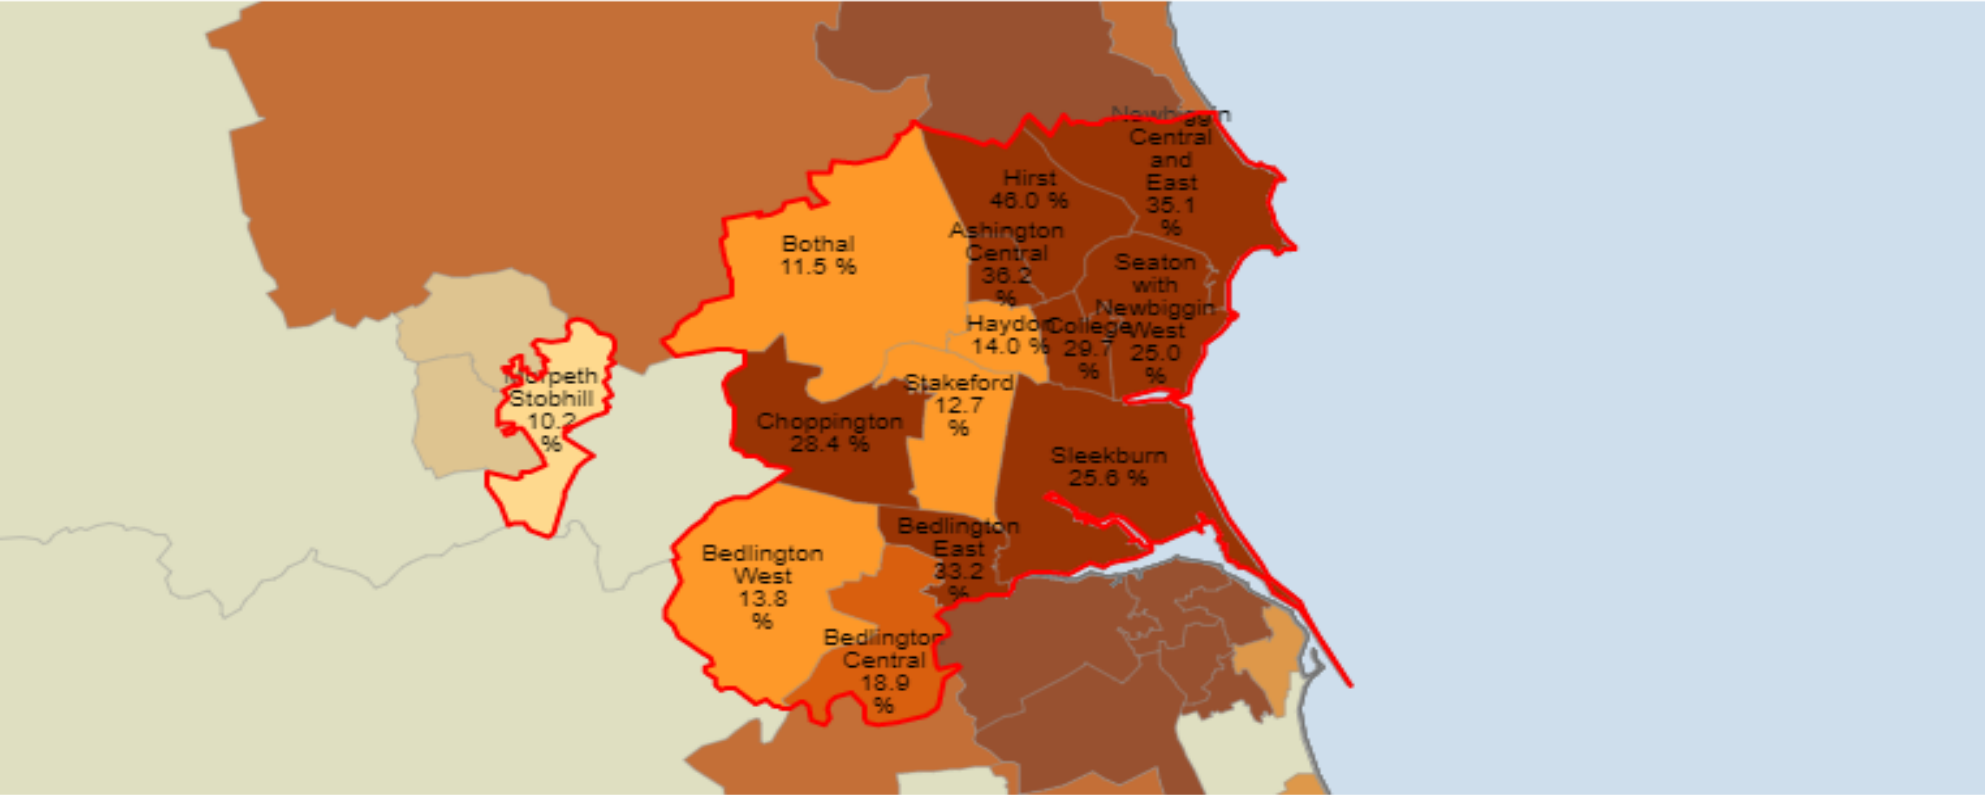 Newbiggin
Central
and
East
35.1
%
Hirst
46.0 %
Ashington
Central
36.2
%
Bothal
11.5 %
Seaton
with
Newbiggin
West
25.0
%
Haydon
14.0 %
College
29.7
%
Morpeth
Stobhill
10.2
%
Stakeford
12.7
%
Choppington
28.4 %
Sleekburn
25.6 %
Bedlington
East
33.2
%
Bedlington
West
13.8
%
Bedlington
Central
18.9
%